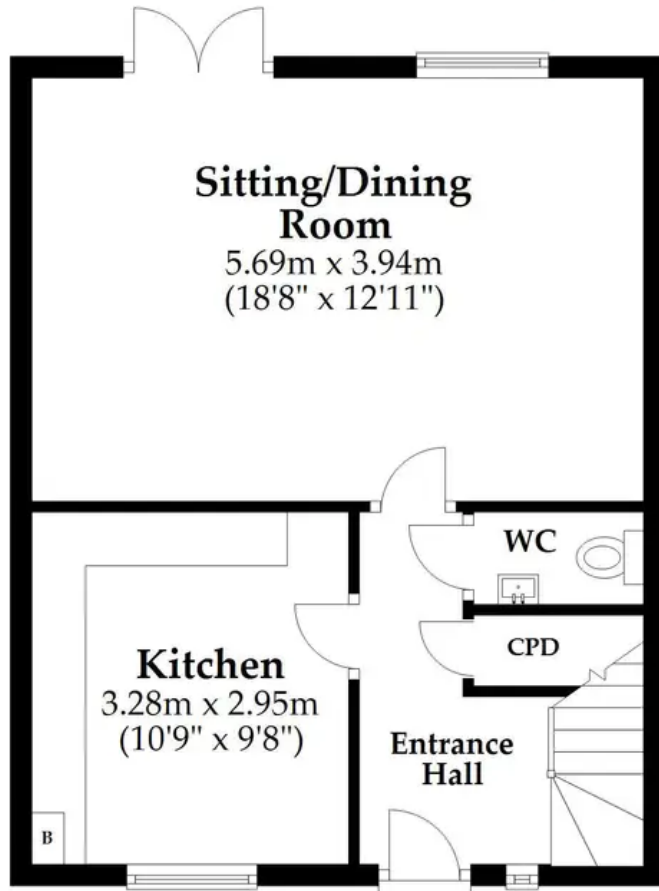 Sitting/Dining
Room
5.69m x 3.94m
(18'8" x 12'11")
WC
CPD
Kitchen
3.28m x 2.95m
(10'9" x 9'8")
Entrance
Hall
B